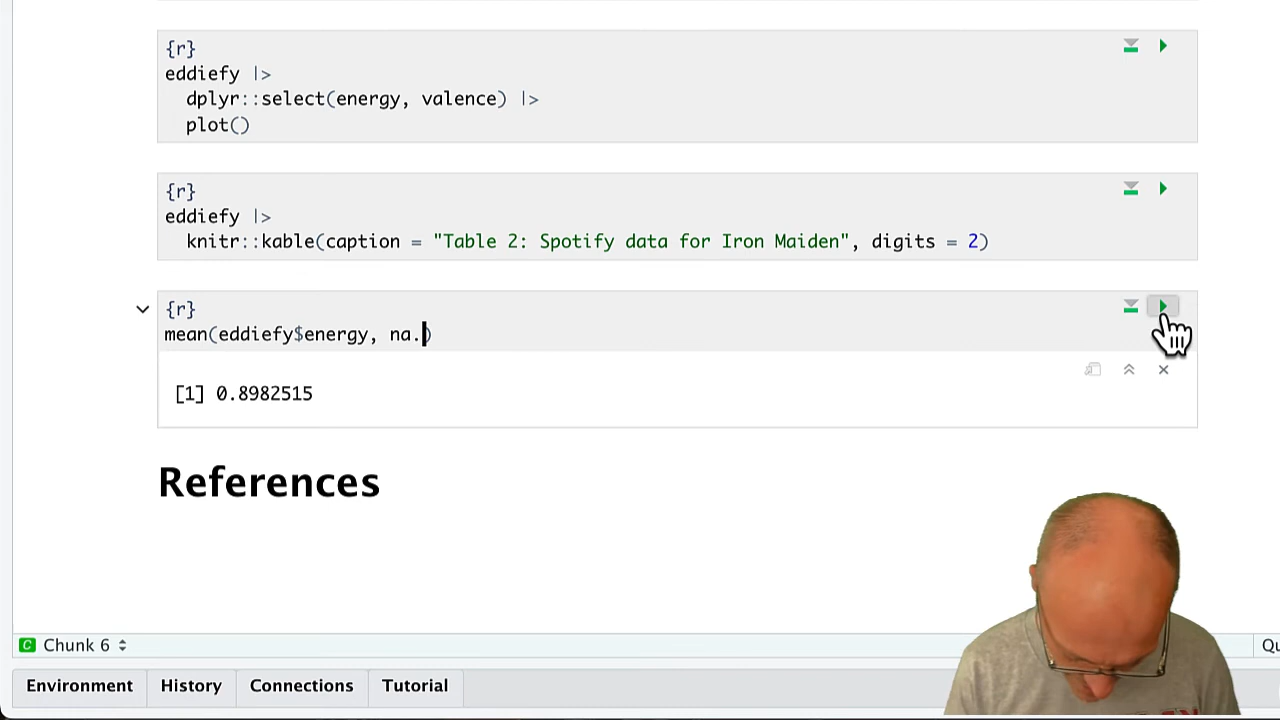 {r}
eddiefy |>
dplyr::select(energy, valence) |>
plot()
{r}
eddiefy |>
knitr::kable(caption = "Table 2: Spotify data for Iron Maiden", digits = 2)
{r}
mean(eddiefy$energy, na.)
[1] 0.8982515
References
C Chunk 6
Environment
History
Connections
Tutorial